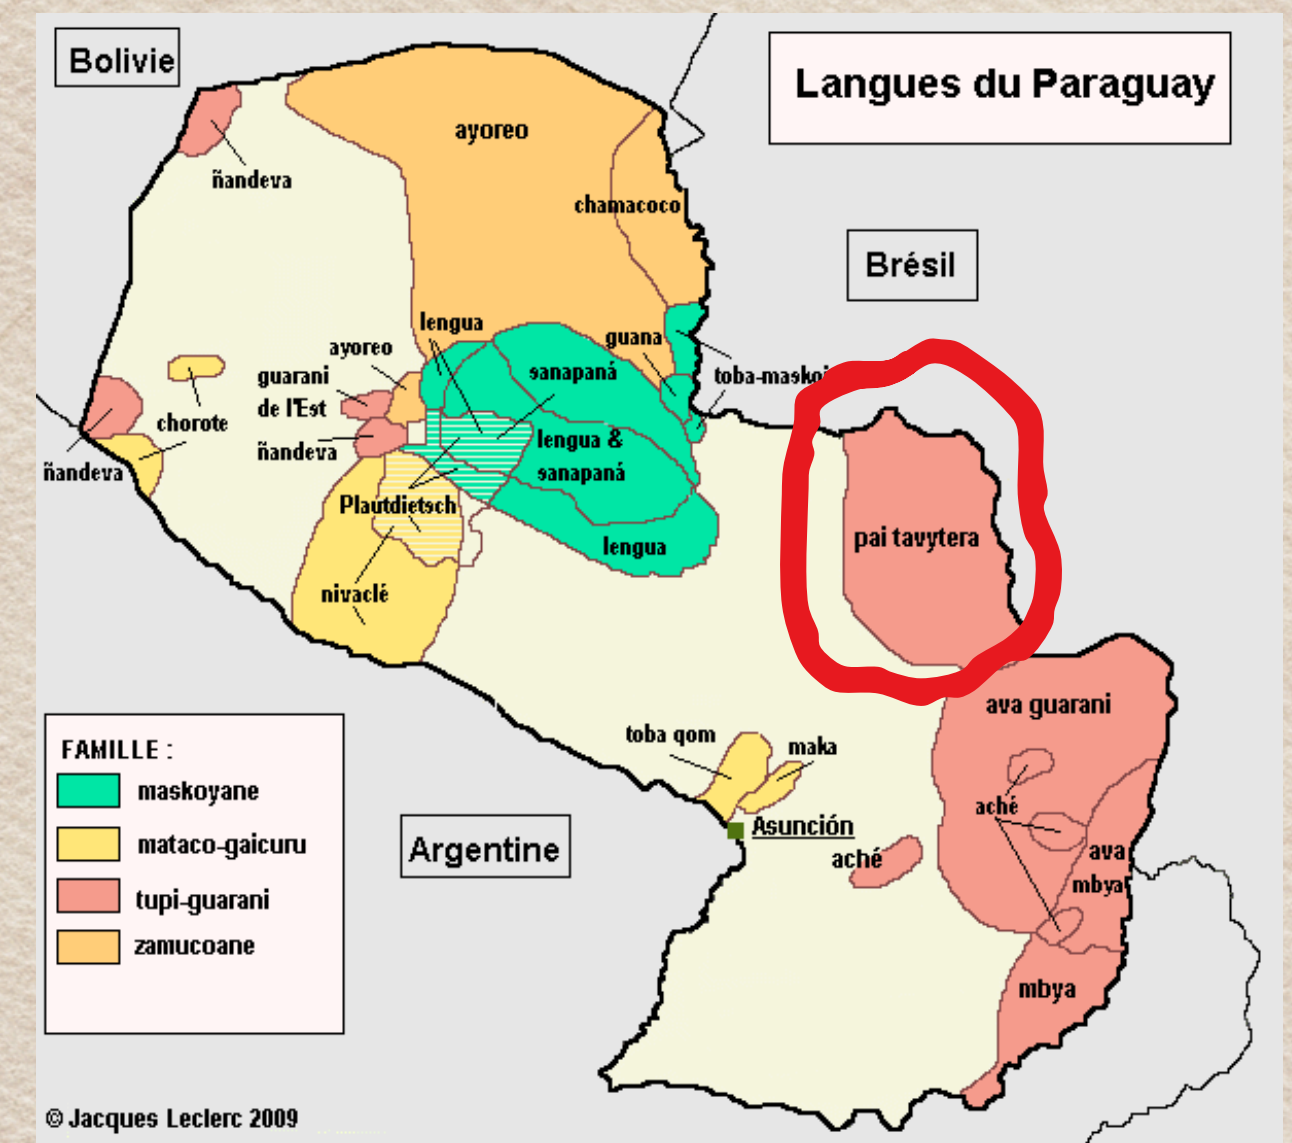 Bolivie
Langues du Paraguay
ayoreo
ñandeva
chamacoco
Brésil
lengua
guana
ayoreo
sanapaná
toba-maskoi
guarani
de l'Est
chorote
lengua &
sanapaná
ñandeva
ñandeva
Plautdietsch
pai tavytera
lengua
nivaclé
ava guarani
toba qom
maka
FAMILLE :
maskoyane
mataco-gaicuru
tupi-guarani
zamucoane
aché
Asunción
Argentine
aché
ava
mbya
mbya
© Jacques Leclerc 2009